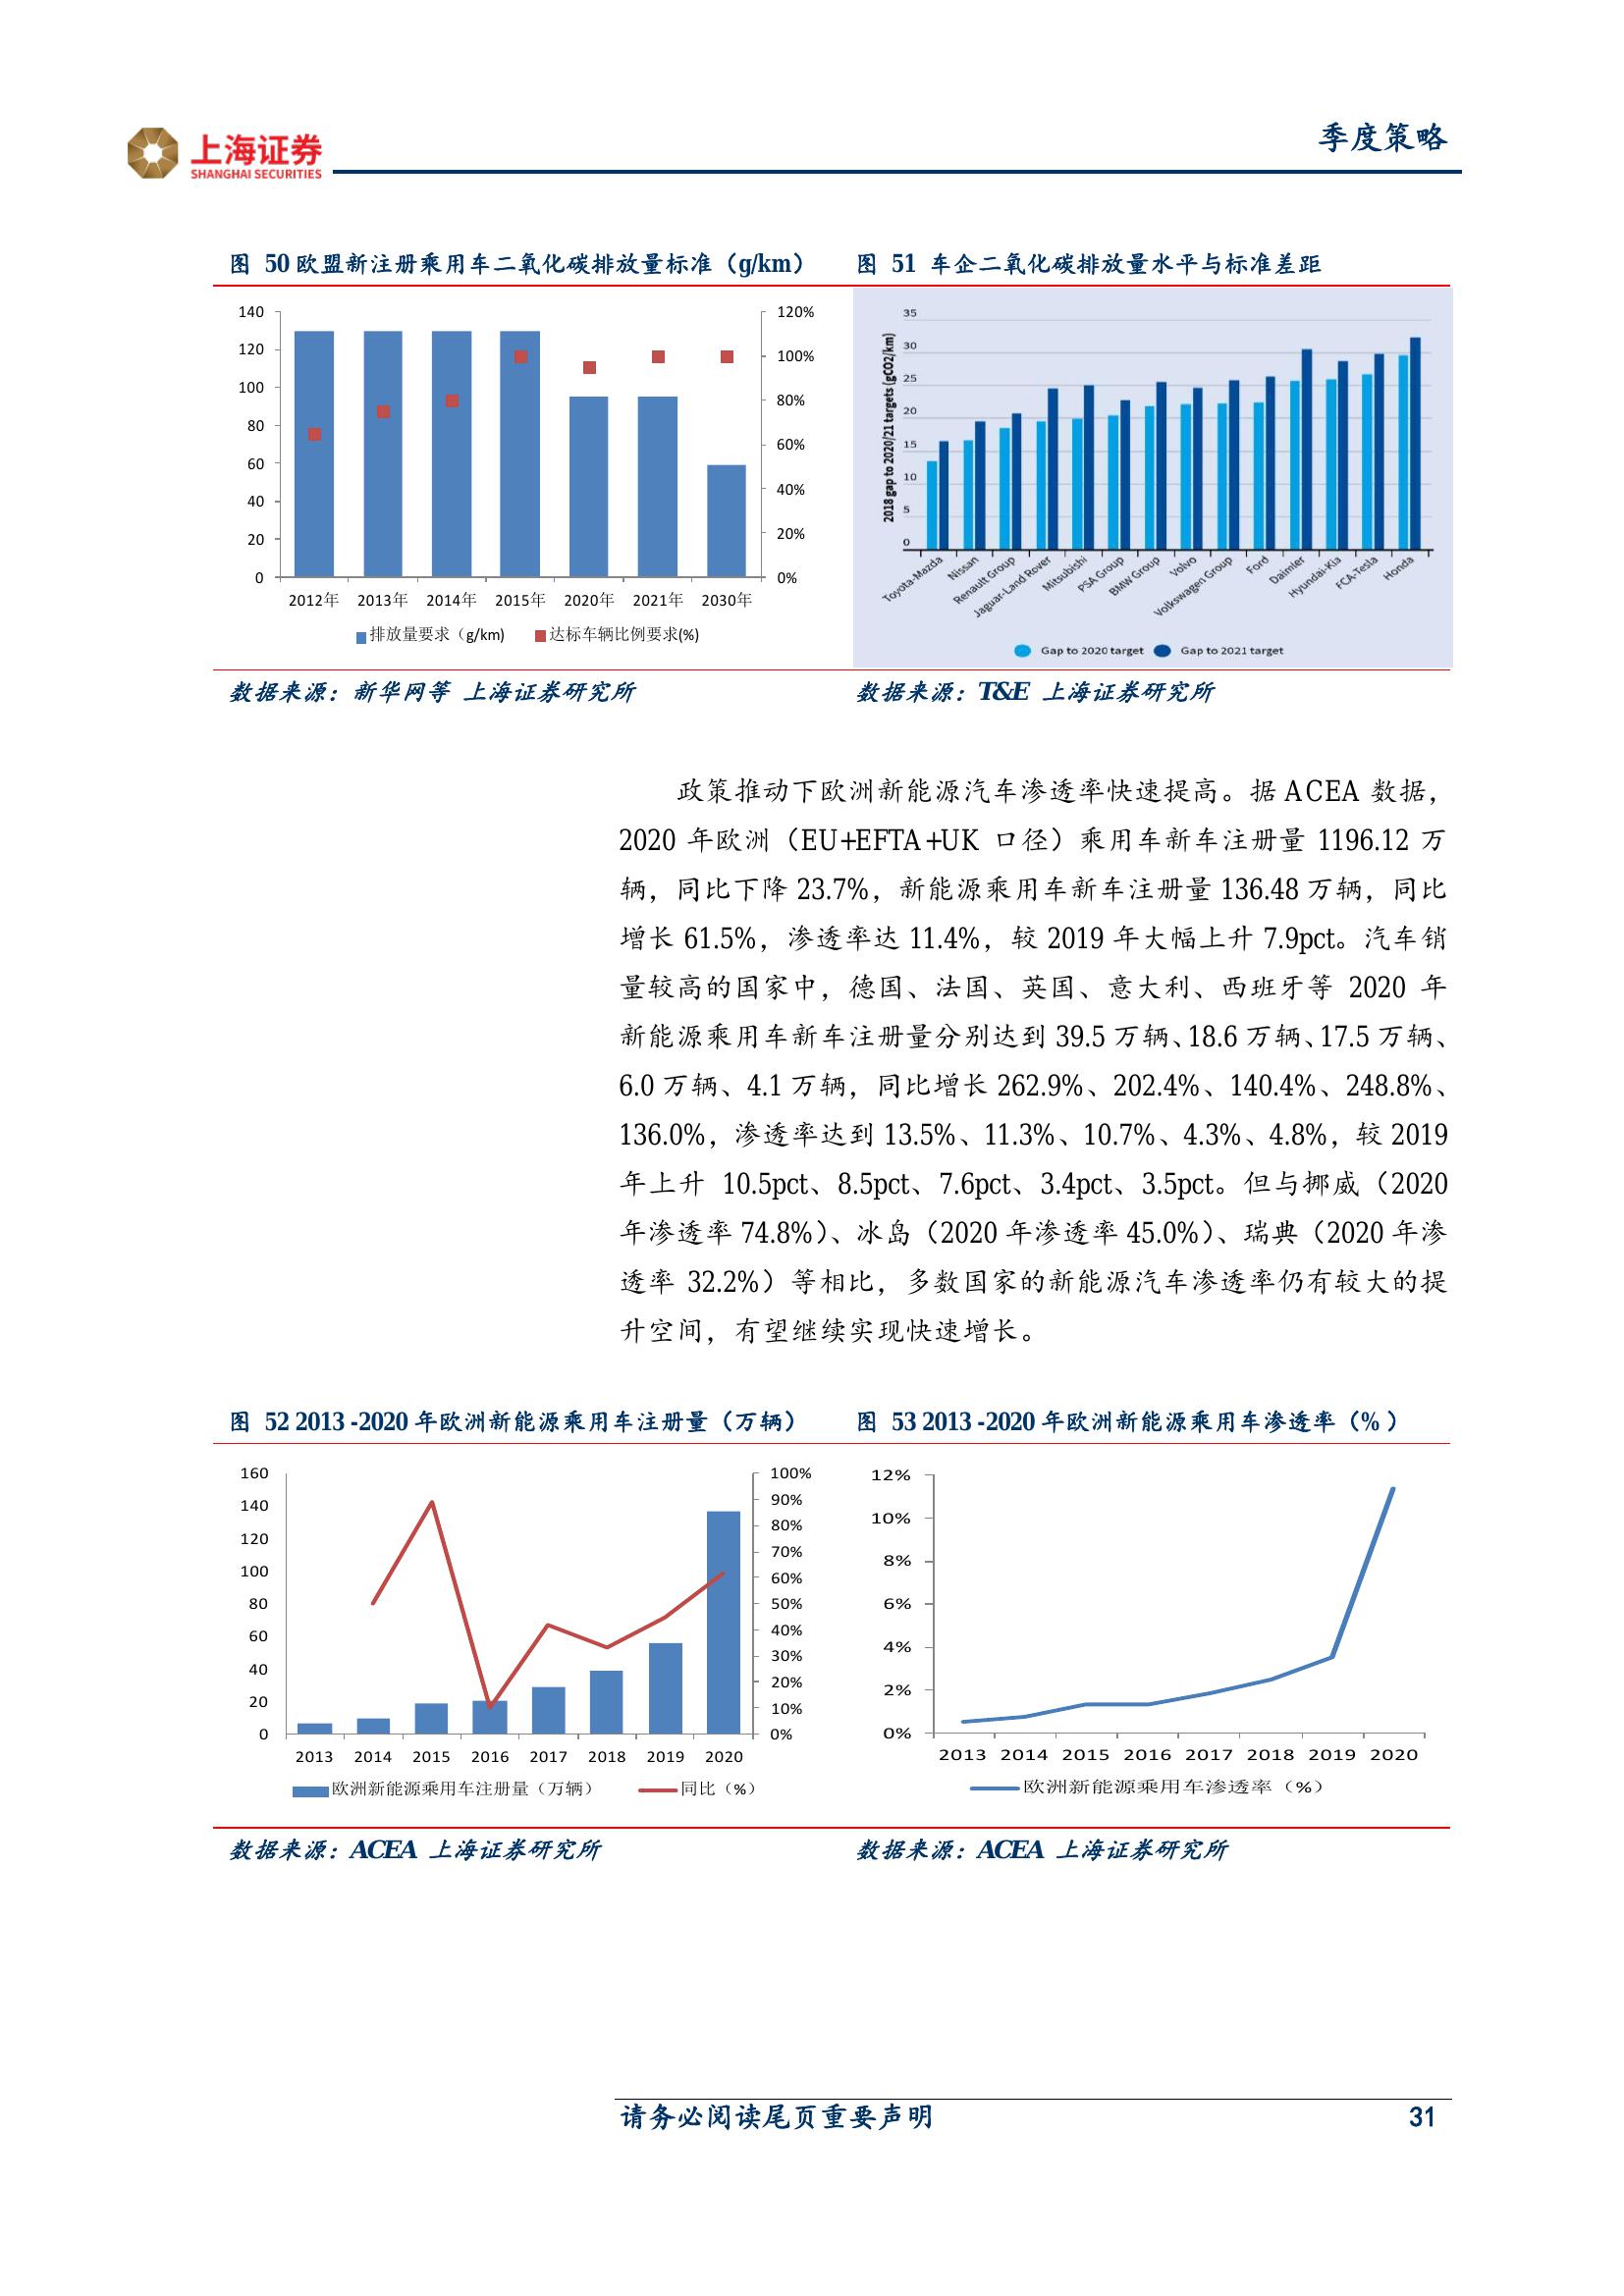 上海证券
SHANGHAI SECURITIES
季度策略
图 50 欧盟新注册乘用车二氧化碳排放量标准（g/km）
140
120
100
80
60
40
20
0
120%
100%
80%
60%
40%
20%
0%
2012年 2013年 2014年 2015年 2020年 2021年 2030年
排放量要求（g/km) 达标车辆比例要求(%)
数据来源：新华网等 上海证券研究所
图 51 车企二氧化碳排放量水平与标准差距
2018 gap to 2020/21 targets (gCO2/km)
35
30
25
20
15
10
5
0
Toyota-Mazda Nissan Renault Group Jaguar-Land Rover Mitsubishi PSA Group BMW Group Volvo Volkswagen Group Ford Daimler Hyundai-Kia FCA-Tesla Honda
Gap to 2020 target Gap to 2021 target
数据来源：T&E 上海证券研究所
政策推动下欧洲新能源汽车渗透率快速提高。据 ACEA 数据，
2020 年欧洲（EU+EFTA+UK 口径）乘用车新车注册量 1196.12 万
辆，同比下降 23.7%，新能源乘用车新车注册量 136.48 万辆，同比
增长 61.5%，渗透率达 11.4%，较 2019 年大幅上升 7.9pct。汽车销
量较高的国家中，德国、法国、英国、意大利、西班牙等 2020 年
新能源乘用车新车注册量分别达到 39.5 万辆、18.6 万辆、17.5 万辆、
6.0 万辆、4.1 万辆，同比增长 262.9%、202.4%、140.4%、248.8%、
136.0%，渗透率达到 13.5%、11.3%、10.7%、4.3%、4.8%，较 2019
年上升 10.5pct、8.5pct、7.6pct、3.4pct、3.5pct。但与挪威（2020
年渗透率 74.8%）、冰岛（2020 年渗透率 45.0%）、瑞典（2020 年渗
透率 32.2%）等相比，多数国家的新能源汽车渗透率仍有较大的提
升空间，有望继续实现快速增长。
图 52 2013 -2020 年欧洲新能源乘用车注册量（万辆）
160
140
120
100
80
60
40
20
0
100%
90%
80%
70%
60%
50%
40%
30%
20%
10%
0%
2013 2014 2015 2016 2017 2018 2019 2020
欧洲新能源乘用车注册量（万辆） 同比（%）
数据来源：ACEA 上海证券研究所
图 53 2013 -2020 年欧洲新能源乘用车渗透率（%）
12%
10%
8%
6%
4%
2%
0%
2013 2014 2015 2016 2017 2018 2019 2020
欧洲新能源乘用车渗透率（%）
数据来源：ACEA 上海证券研究所
请务必阅读尾页重要声明 31